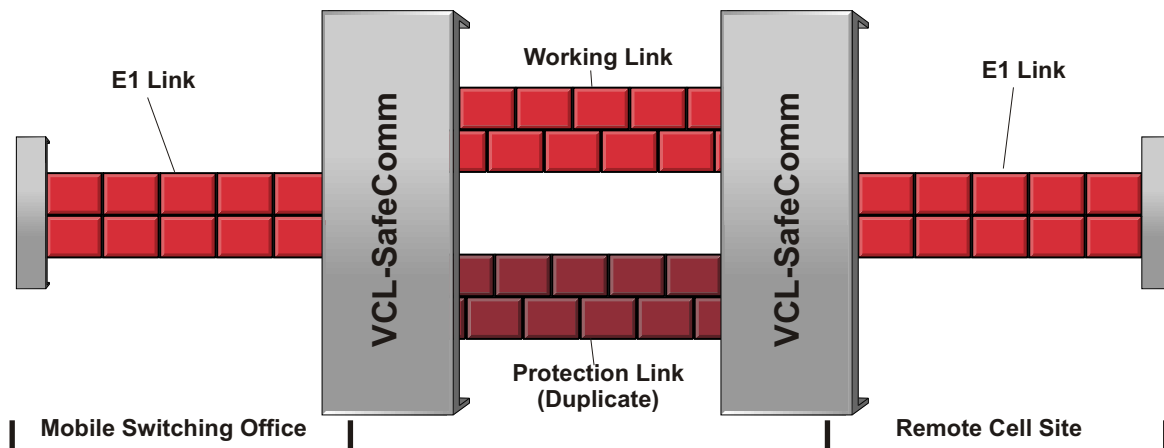 Working Link
E1 Link
E1 Link
VCL-SafeComm
VCL-SafeComm
Protection Link
(Duplicate)
Mobile Switching Office
Remote Cell Site